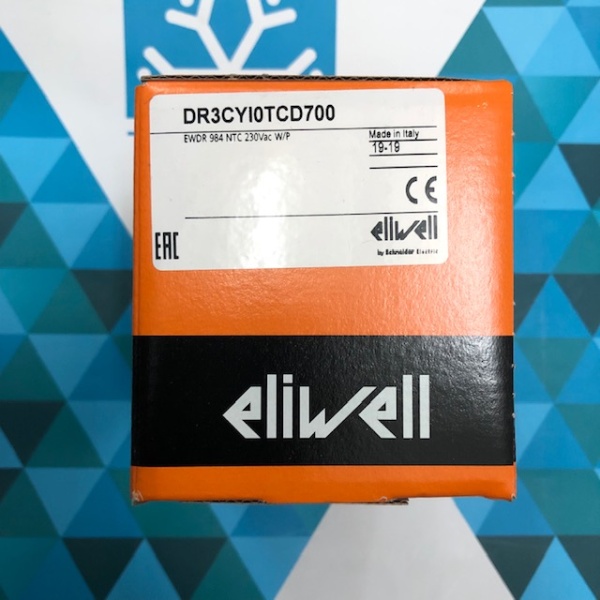 DR3CYI0TCD700
EWDR 984 NTC 230Vac W/P
Made in Italy
19-19
CE
EAC
eliwell
by Schneider Electric
eliwell